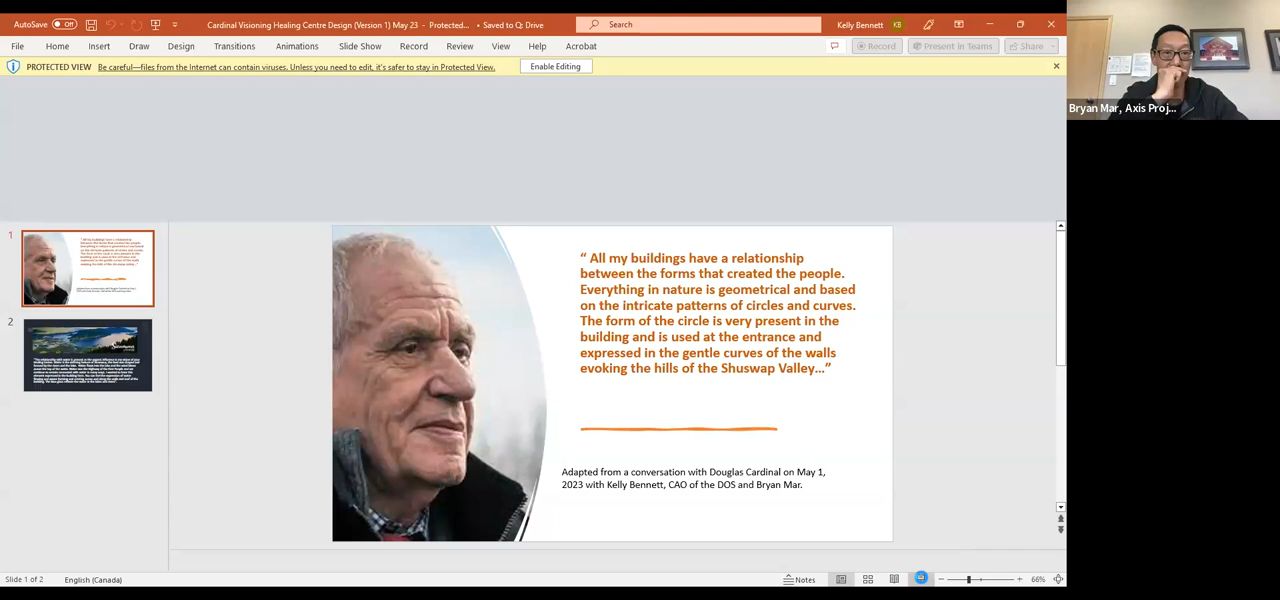 AutoSave Off
Cardinal Visioning Healing Centre Design (Version 1) May 23 - Protected... • Saved to Q: Drive
Search
Kelly Bennett KB
File Home Insert Draw Design Transitions Animations Slide Show Record Review View Help Acrobat
Record Present in Teams Share
PROTECTED VIEW Be careful—files from the Internet can contain viruses. Unless you need to edit, it's safer to stay in Protected View. Enable Editing
Bryan Mar, Axis Proj...
1
2
“ All my buildings have a relationship
between the forms that created the people.
Everything in nature is geometrical and based
on the intricate patterns of circles and curves.
The form of the circle is very present in the
building and is used at the entrance and
expressed in the gentle curves of the walls
evoking the hills of the Shuswap Valley…”
Adapted from a conversation with Douglas Cardinal on May 1,
2023 with Kelly Bennett, CAO of the DOS and Bryan Mar.
Slide 1 of 2 English (Canada) Notes 66%